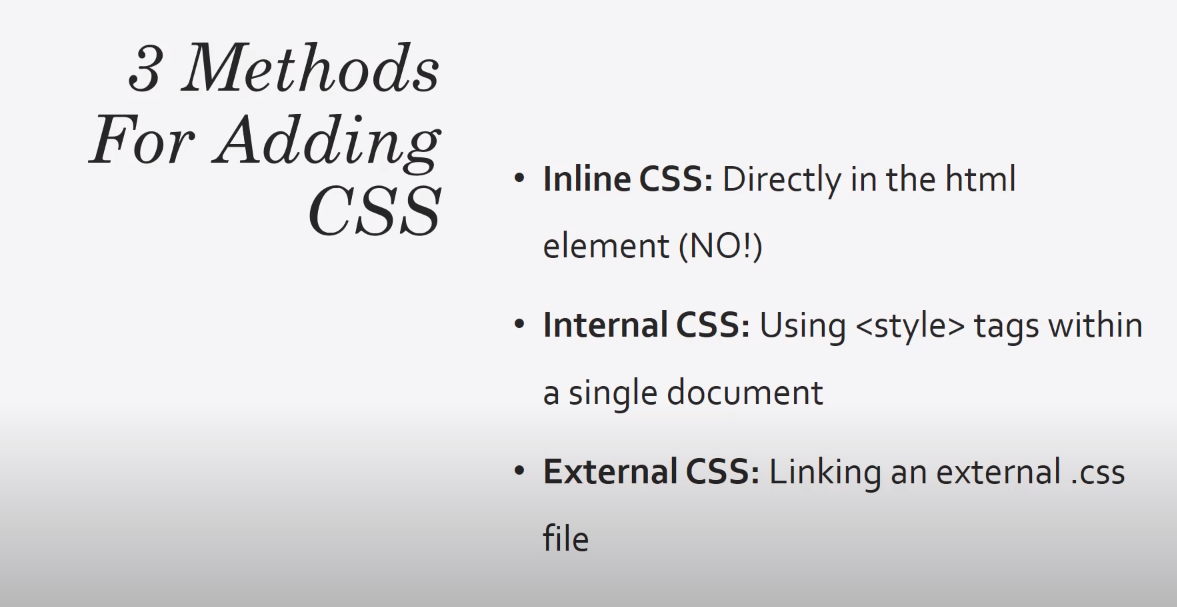 3 Methods
For Adding
CSS
• Inline CSS: Directly in the html
element (NO!)
• Internal CSS: Using <style> tags within
a single document
• External CSS: Linking an external .css
file